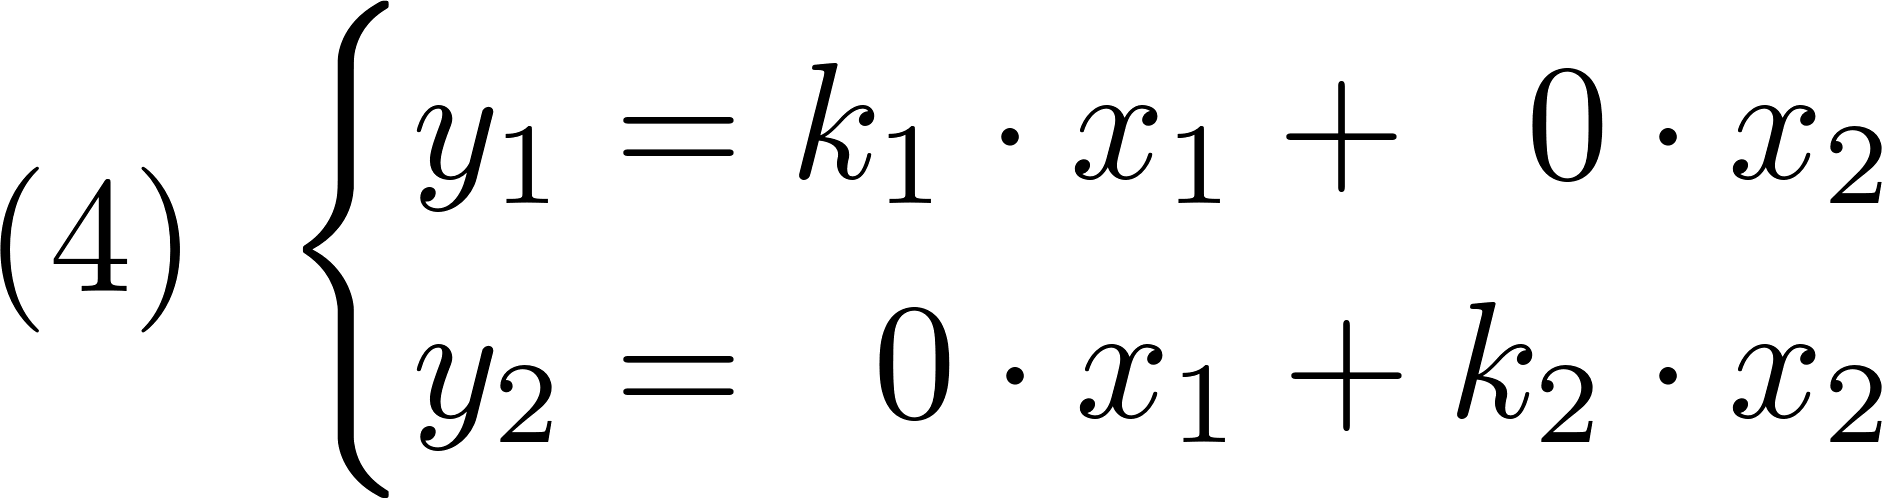 (4) { y₁ = k₁ · x₁ + 0 · x₂
y₂ = 0 · x₁ + k₂ · x₂